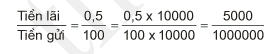 Tiền lãi / Tiền gửi = 0,5 / 100 = 0,5 x 10000 / 100 x 10000 = 5000 / 1000000